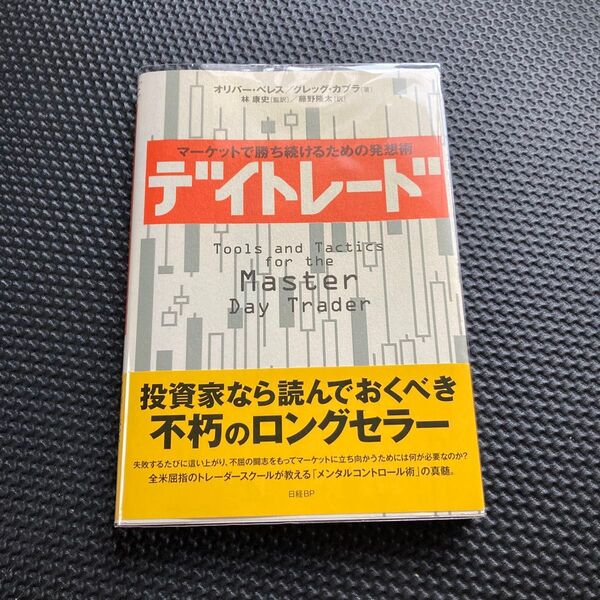 オリバー・ベレス/グレッグ・カプラ[著]
林 康史[監訳]/藤野隆太[訳]
マーケットで勝ち続けるための発想術
デイトレード
Tools and Tactics
for the
Master
Day Trader
投資家なら読んでおくべき
不朽のロングセラー
失敗するたびに這い上がり、不屈の闘志をもってマーケットに立ち向かうためには何が必要なのか?
全米屈指のトレーダースクールが教える「メンタルコントロール術」の真髄。
日経BP